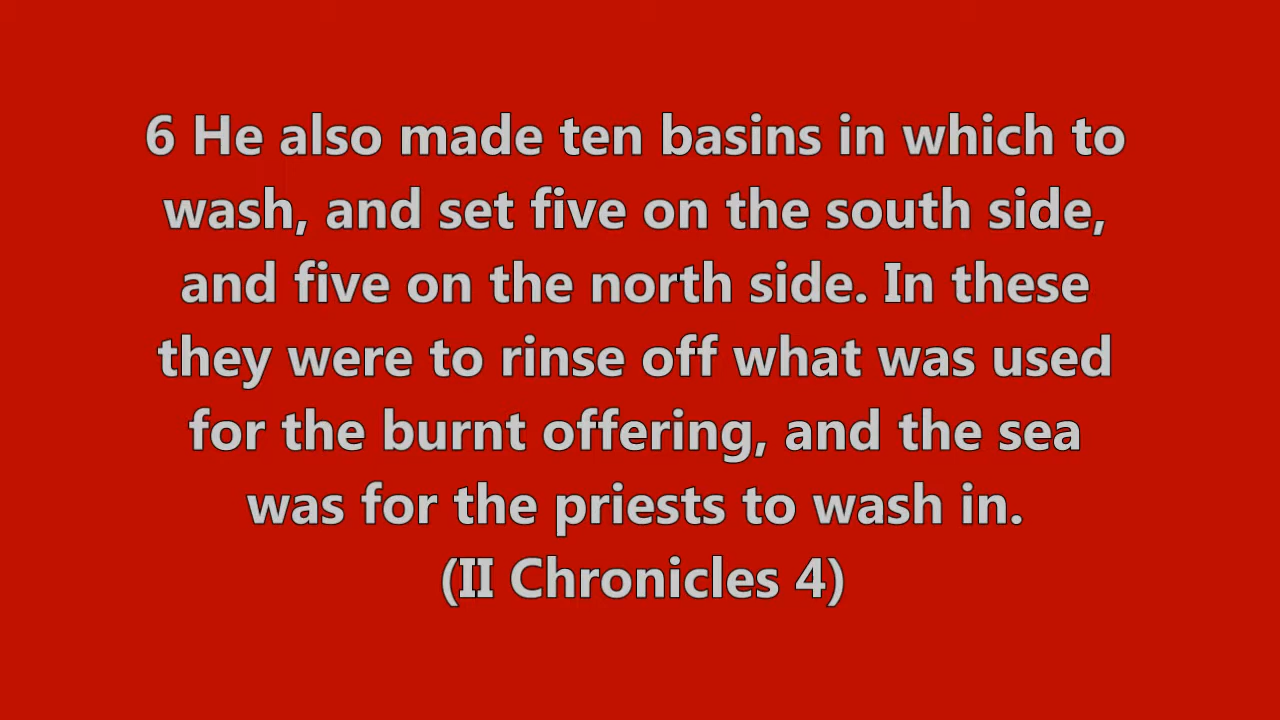 6 He also made ten basins in which to
wash, and set five on the south side,
and five on the north side. In these
they were to rinse off what was used
for the burnt offering, and the sea
was for the priests to wash in.
(II Chronicles 4)